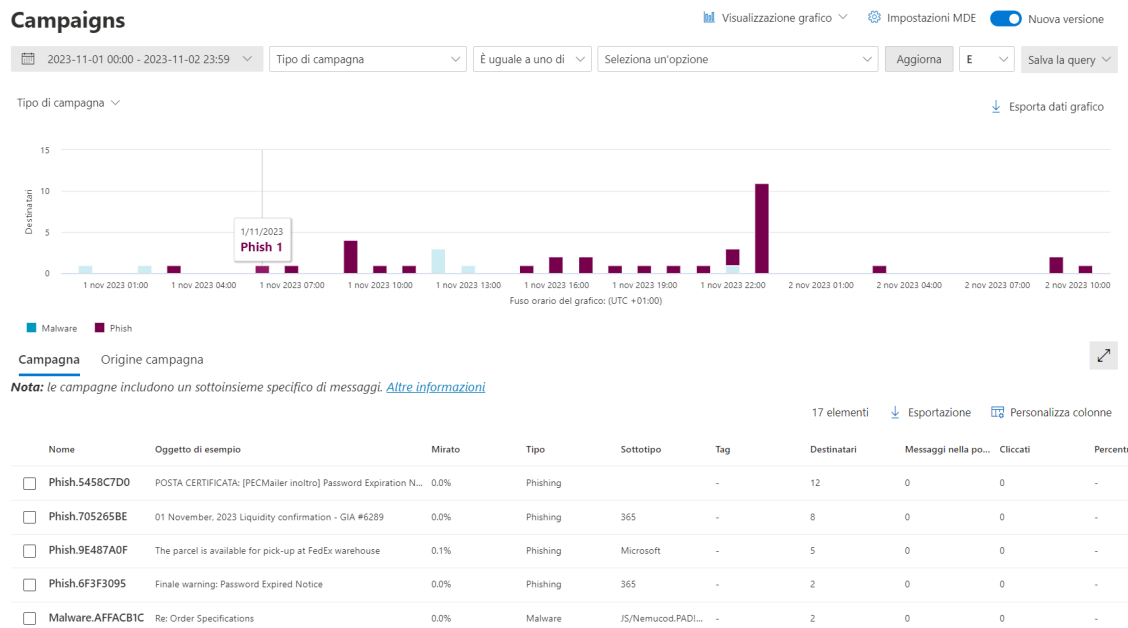 Campaigns
Visualizzazione grafico
Impostazioni MDE
Nuova versione
2023-11-01 00:00 - 2023-11-02 23:59
Tipo di campagna
È uguale a uno di
Seleziona un'opzione
Aggiorna
E
Salva la query
Tipo di campagna
Esporta dati grafico
15
10
5
0
Destinatari
1/11/2023
Phish 1
1 nov 2023 01:00
1 nov 2023 04:00
1 nov 2023 07:00
1 nov 2023 10:00
1 nov 2023 13:00
1 nov 2023 16:00
1 nov 2023 19:00
1 nov 2023 22:00
2 nov 2023 01:00
2 nov 2023 04:00
2 nov 2023 07:00
2 nov 2023 10:00
Fuso orario del grafico: (UTC +01:00)
Malware
Phish
Campagna
Origine campagna
Nota: le campagne includono un sottoinsieme specifico di messaggi. Altre informazioni
17 elementi
Esportazione
Personalizza colonne
Nome Oggetto di esempio Mirato Tipo Sottotipo Tag Destinatari Messaggi nella po... Cliccati Percentu
Phish.5458C7D0 POSTA CERTIFICATA: [PECMailer inoltro] Password Expiration N... 0.0% Phishing - 12 0 0 -
Phish.705265BE 01 November, 2023 Liquidity confirmation - GIA #6289 0.0% Phishing 365 - 8 0 0 -
Phish.9E487A0F The parcel is available for pick-up at FedEx warehouse 0.1% Phishing Microsoft - 5 0 0 -
Phish.6F3F3095 Finale warning: Password Expired Notice 0.0% Phishing 365 - 2 0 0 -
Malware.AFFACB1C Re: Order Specifications 0.0% Malware JS/Nemucod.PAD!... - 2 0 0 -